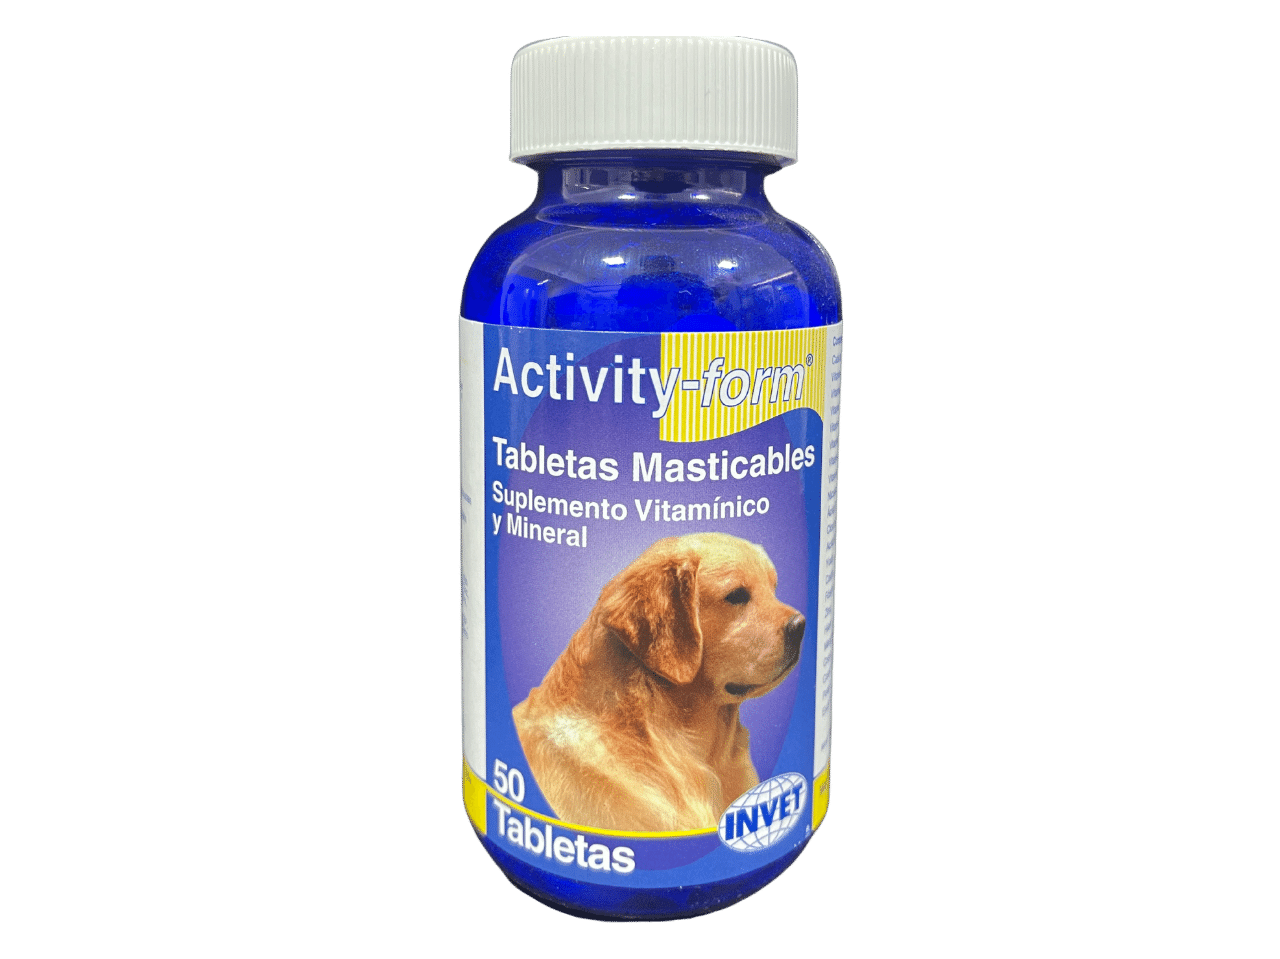 Activity-form®
Tabletas Masticables
Suplemento Vitamínico
y Mineral
50
Tabletas
INVET